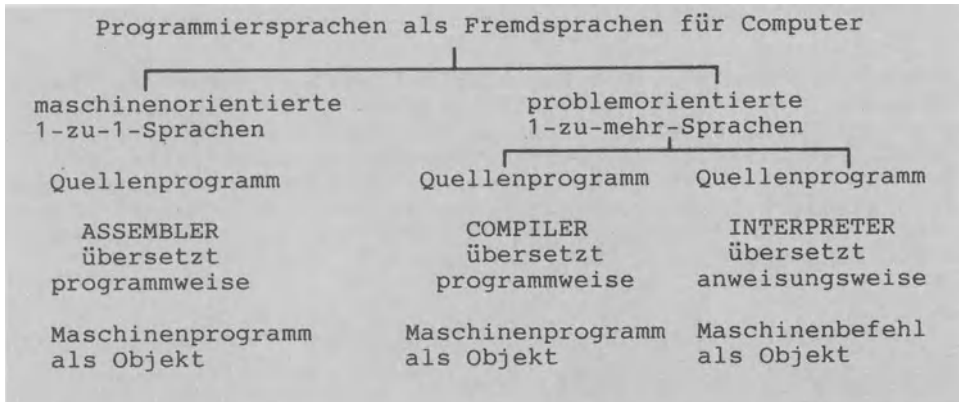 Programmiersprachen als Fremdsprachen für Computer
maschinenorientierte
1-zu-1-Sprachen
problemorientierte
1-zu-mehr-Sprachen
Quellenprogramm
ASSEMBLER
übersetzt
programmweise
Maschinenprogramm
als Objekt
Quellenprogramm
COMPILER
übersetzt
programmweise
Maschinenprogramm
als Objekt
Quellenprogramm
INTERPRETER
übersetzt
anweisungsweise
Maschinenbefehl
als Objekt